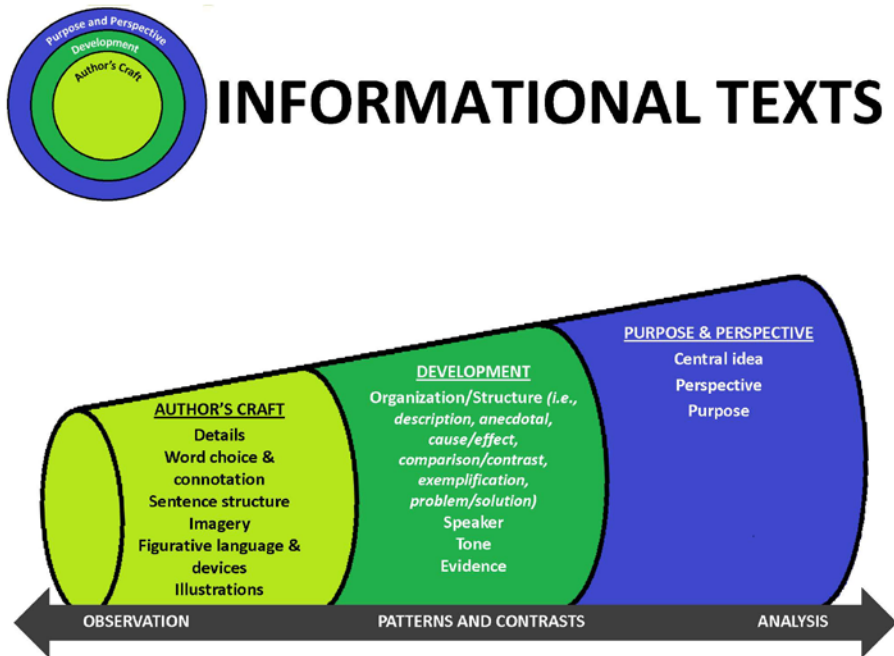 Purpose and Perspective
Development
Author's Craft
INFORMATIONAL TEXTS
AUTHOR'S CRAFT
Details
Word choice &
connotation
Sentence structure
Imagery
Figurative language &
devices
Illustrations
DEVELOPMENT
Organization/Structure (i.e.,
description, anecdotal,
cause/effect,
comparison/contrast,
exemplification,
problem/solution)
Speaker
Tone
Evidence
PURPOSE & PERSPECTIVE
Central idea
Perspective
Purpose
OBSERVATION
PATTERNS AND CONTRASTS
ANALYSIS